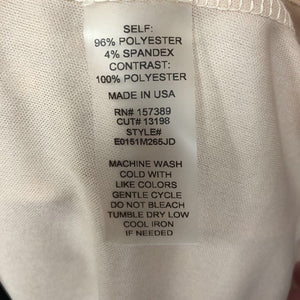 SELF:
96% POLYESTER
4% SPANDEX
CONTRAST:
100% POLYESTER
MADE IN USA
RN# 157389
CUT# 13198
STYLE#
E0151M265JD
MACHINE WASH
COLD WITH
LIKE COLORS
GENTLE CYCLE
DO NOT BLEACH
TUMBLE DRY LOW
COOL IRON
IF NEEDED